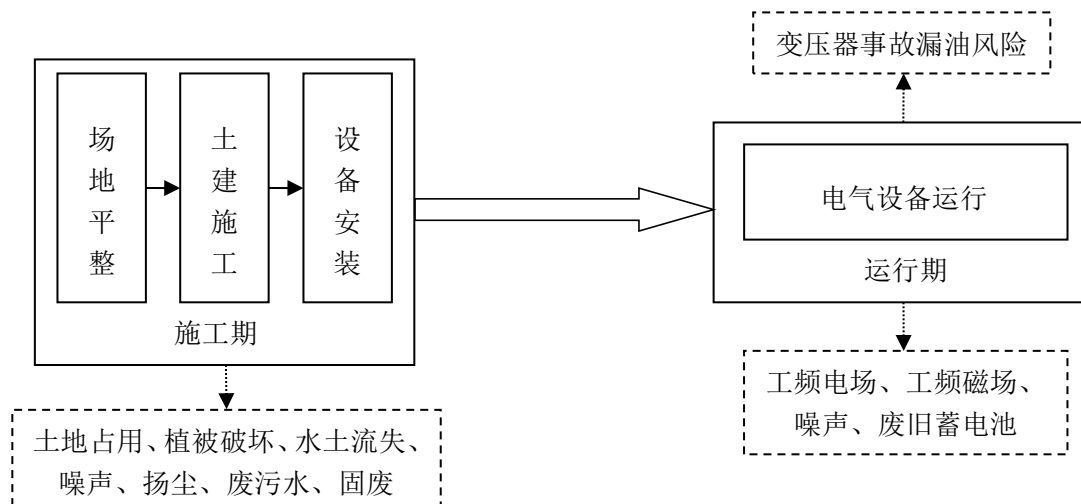 变压器事故漏油风险
场地平整
土建施工
设备安装
电气设备运行
施工期
运行期
土地占用、植被破坏、水土流失、
噪声、扬尘、废污水、固废
工频电场、工频磁场、
噪声、废旧蓄电池